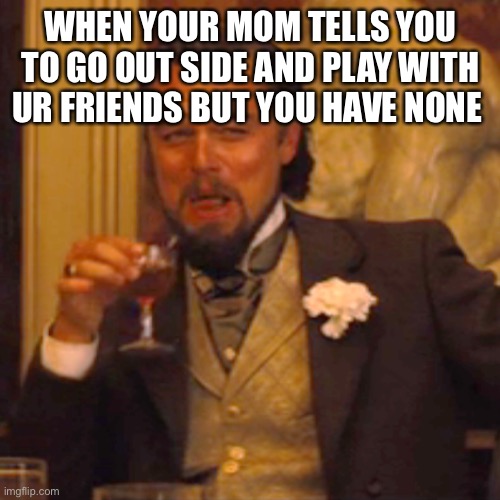 WHEN YOUR MOM TELLS YOU
TO GO OUT SIDE AND PLAY WITH
UR FRIENDS BUT YOU HAVE NONE
imgflip.com